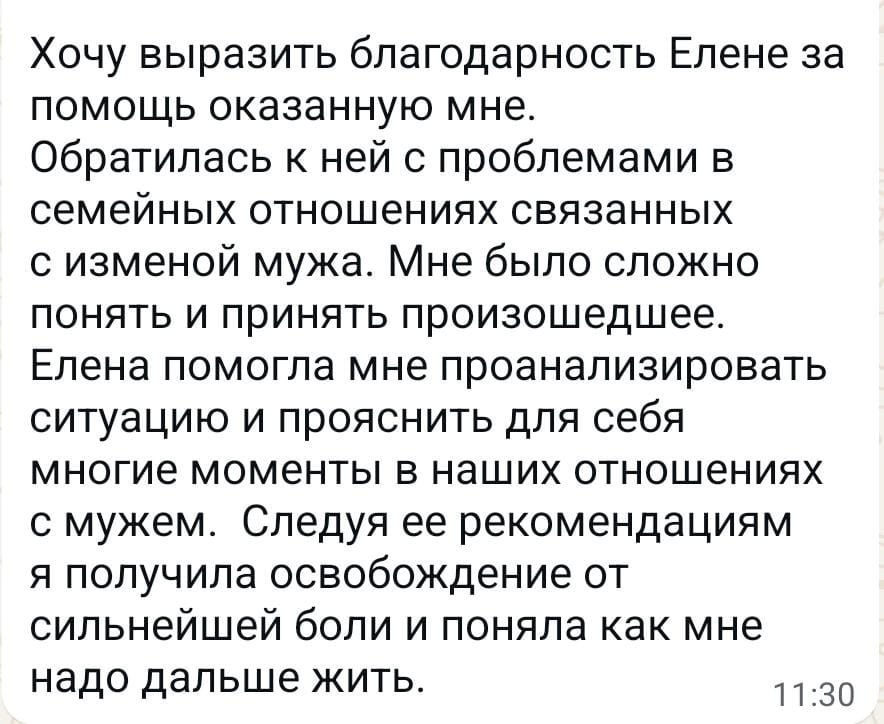 Хочу выразить благодарность Елене за
помощь оказанную мне.
Обратилась к ней с проблемами в
семейных отношениях связанных
с изменой мужа. Мне было сложно
понять и принять произошедшее.
Елена помогла мне проанализировать
ситуацию и прояснить для себя
многие моменты в наших отношениях
с мужем.  Следуя ее рекомендациям
я получила освобождение от
сильнейшей боли и поняла как мне
надо дальше жить.
11:30